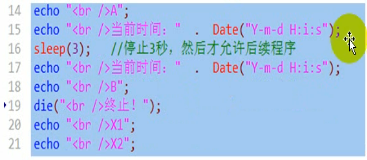 14 echo "<br />A";
15 echo "<br />当前时间：" . Date("Y-m-d H:i:s");
16 sleep(3); //停止3秒，然后才允许后续程序
17 echo "<br />当前时间：" . Date("Y-m-d H:i:s");
18 echo "<br />B";
19 die("<br />终止！");
20 echo "<br />X1";
21 echo "<br />X2";